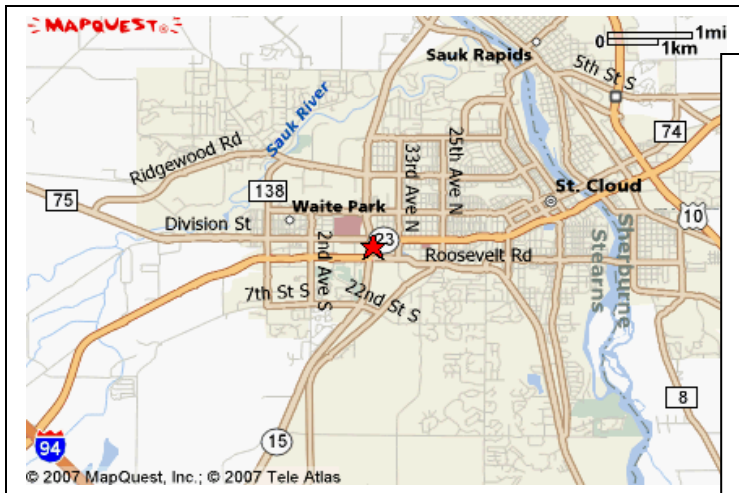 MAPQUEST®
0 1mi
1km
Sauk Rapids
5th St S
Sauk River
Ridgewood Rd
25th Ave N
33rd Ave N
74
138
75
Waite Park
St. Cloud
Division St
10
23
2nd Ave S
Roosevelt Rd
Sherburne
Stearns
7th St S
22nd St S
8
15
94
© 2007 MapQuest, Inc.; © 2007 Tele Atlas